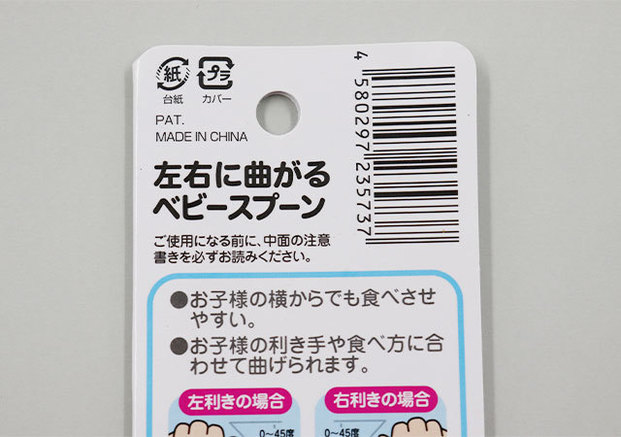 紙 プラ
台紙 カバー
PAT.
MADE IN CHINA
4 580297 235737
左右に曲がる
ベビースプーン
ご使用になる前に、中面の注意
書きを必ずお読みください。
●お子様の横からでも食べさせ
やすい。
●お子様の利き手や食べ方に合
わせて曲げられます。
左利きの場合 右利きの場合
0〜45度 0〜45度